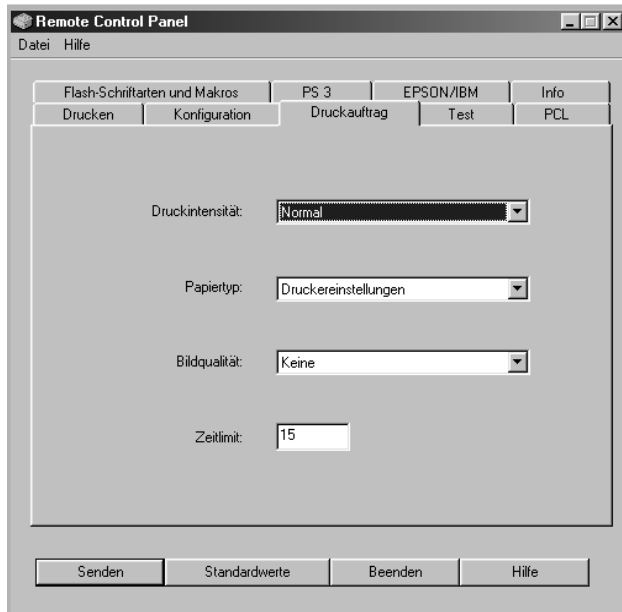 Remote Control Panel
Datei Hilfe
Flash-Schriftarten und Makros PS 3 EPSON/IBM Info
Drucken Konfiguration Druckauftrag Test PCL
Druckintensität: Normal
Papiertyp: Druckereinstellungen
Bildqualität: Keine
Zeitlimit: 15
Senden Standardwerte Beenden Hilfe